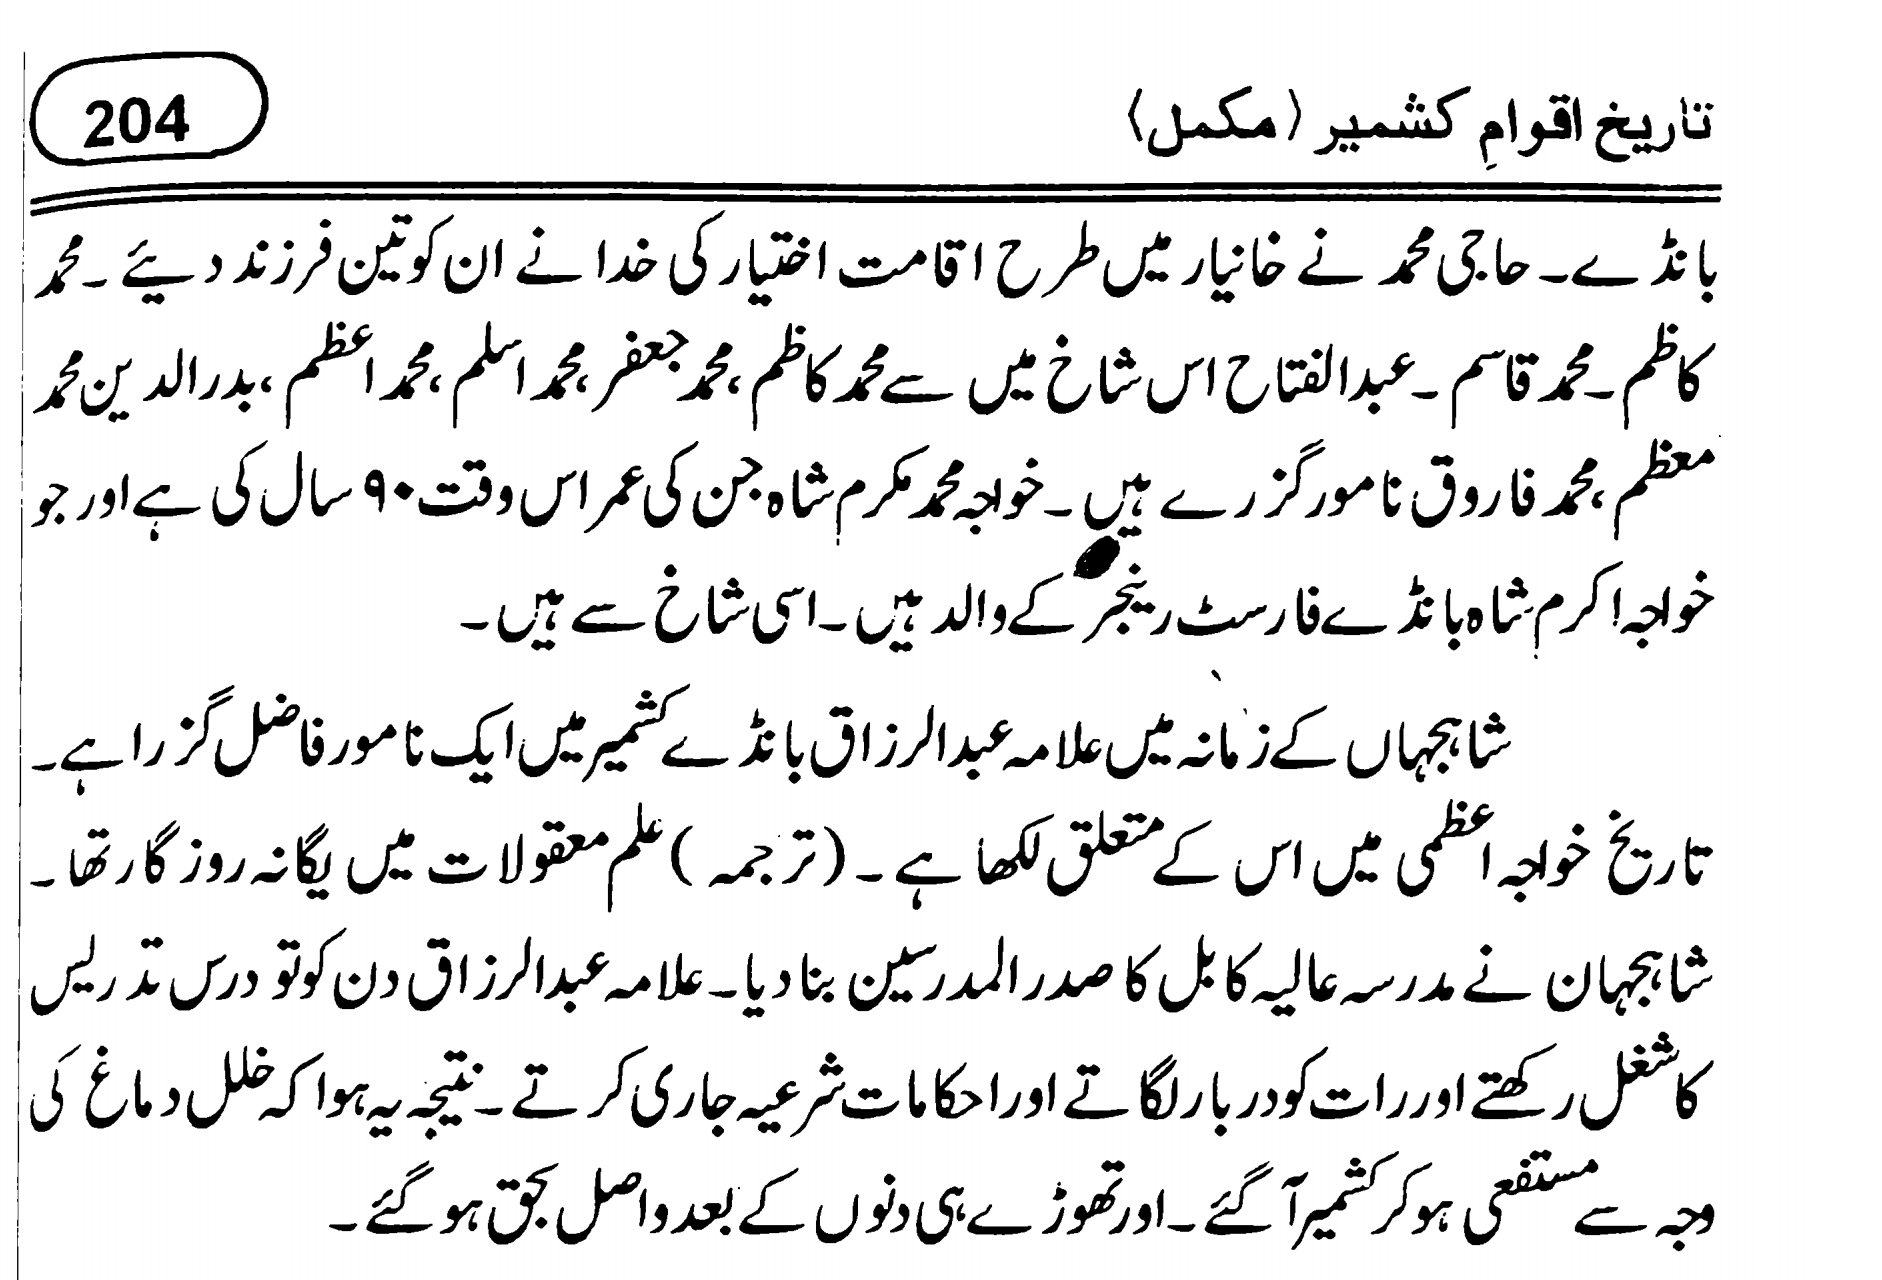 تاریخ اقوامِ کشمیر (مکمل)
204
بانڈے۔ حاجی محمد نے خانیار میں طرح اقامت اختیار کی خدا نے ان کو تین فرزند دیئے ۔ محمد
کاظم ۔ محمد قاسم ۔ عبدالفتاح اس شاخ میں سے محمد کاظم ، محمد جعفر ، محمد اسلم ، محمد اعظم ، بدرالدین محمد
معظم ، محمد فاروق نامور گزرے ہیں ۔ خواجہ محمد مکرم شاہ جن کی عمر اس وقت ۹۰ سال کی ہے اور جو
خواجہ اکرم شاہ بانڈے فارسٹ رینجر کے والد ہیں ۔ اسی شاخ سے ہیں ۔
شاہجہاں کے زمانہ میں علامہ عبدالرزاق بانڈے کشمیر میں ایک نامور فاضل گزرا ہے ۔
تاریخ خواجہ اعظمی میں اس کے متعلق لکھا ہے ۔ (ترجمہ) علم معقولات میں یگانہ روزگار تھا ۔
شاہجہان نے مدرسہ عالیہ کابل کا صدر المدرسین بنا دیا ۔ علامہ عبدالرزاق دن کو تو درس تدریس
کا شغل رکھتے اور رات کو دربار لگاتے اور احکامات شرعیہ جاری کرتے ۔ نتیجہ یہ ہوا کہ خلل دماغ کی
وجہ سے مستفعی ہو کر کشمیر آ گئے ۔ اور تھوڑے ہی دنوں کے بعد واصل بحق ہو گئے ۔